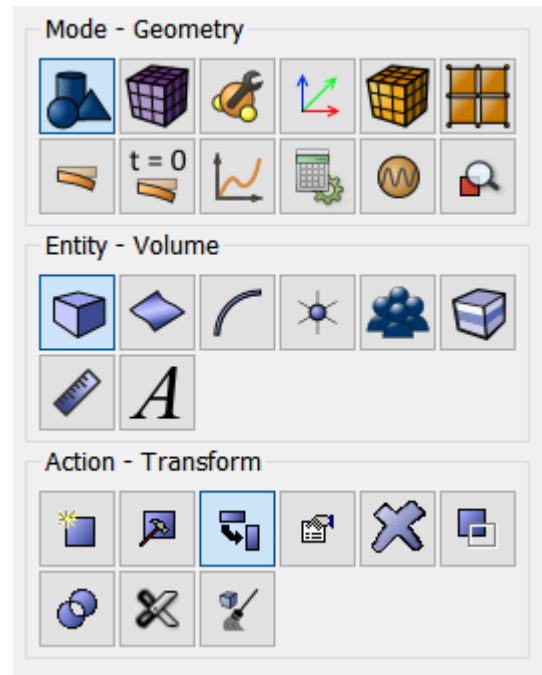 Mode - Geometry
t = 0
Entity - Volume
A
Action - Transform